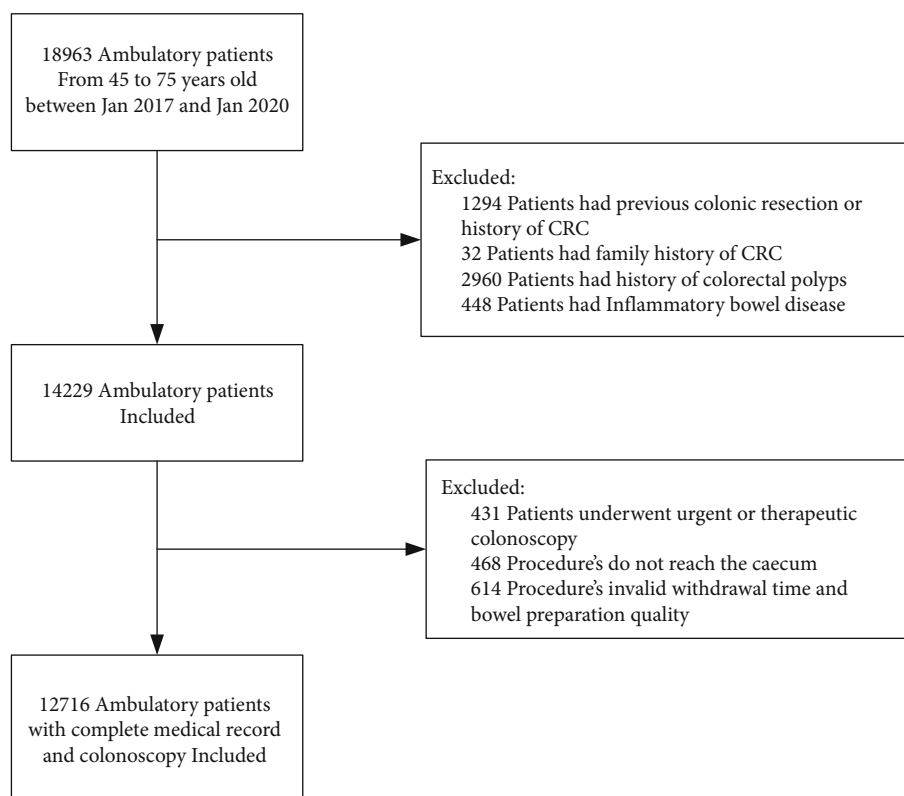 18963 Ambulatory patients
From 45 to 75 years old
between Jan 2017 and Jan 2020
Excluded:
1294 Patients had previous colonic resection or
history of CRC
32 Patients had family history of CRC
2960 Patients had history of colorectal polyps
448 Patients had Inflammatory bowel disease
14229 Ambulatory patients
Included
Excluded:
431 Patients underwent urgent or therapeutic
colonoscopy
468 Procedure's do not reach the caecum
614 Procedure's invalid withdrawal time and
bowel preparation quality
12716 Ambulatory patients
with complete medical record
and colonoscopy Included